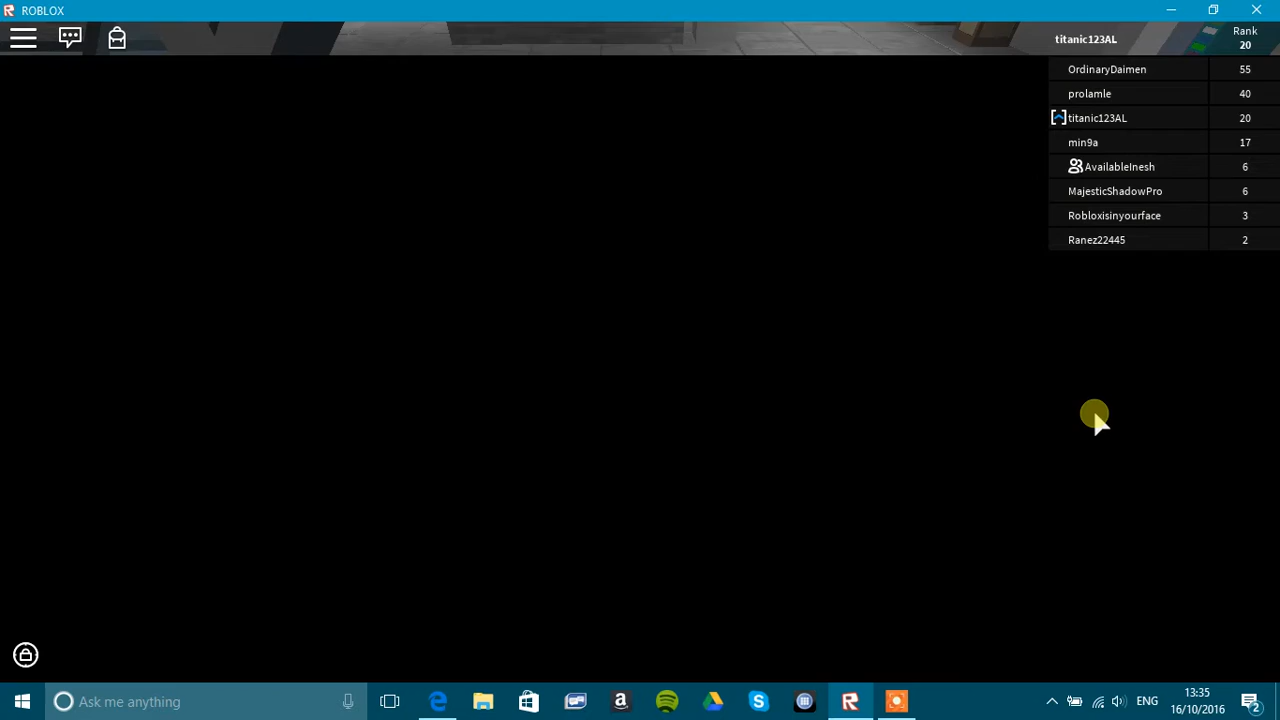 ROBLOX
titanic123AL Rank
20
OrdinaryDaimen 55
prolamle 40
titanic123AL 20
min9a 17
AvailableInesh 6
MajesticShadowPro 6
Robloxisinyourface 3
Ranez22445 2
Ask me anything
ENG
13:35
16/10/2016
2